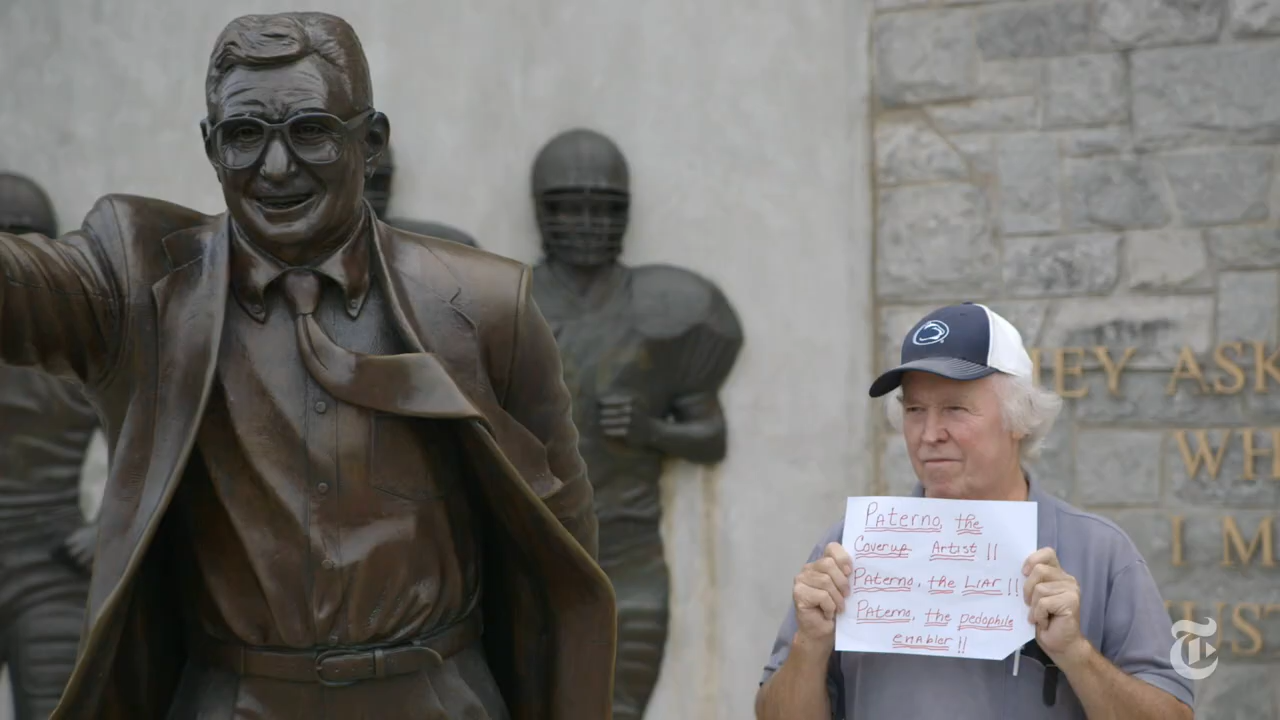 Paterno, the
Coverup Artist !!
Paterno, the Liar !!
Paterno, the pedophile
enabler !!
HEY ASK
WH
I M
UST
T